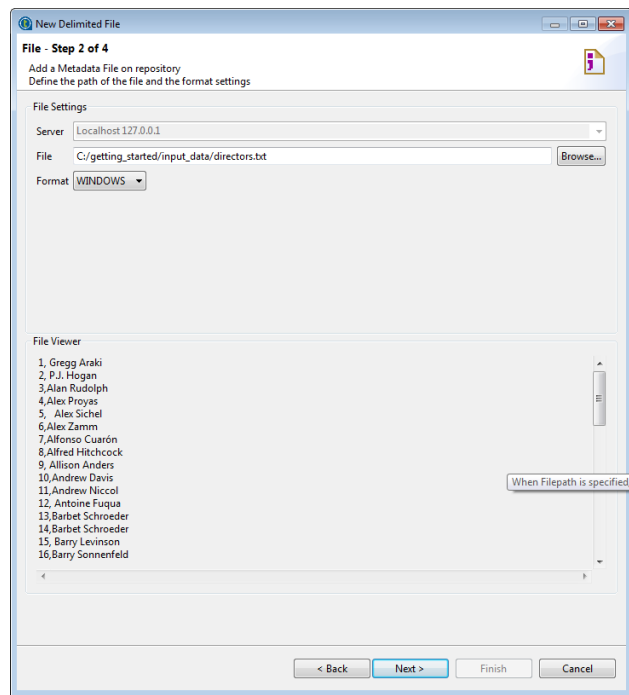 New Delimited File
File - Step 2 of 4
Add a Metadata File on repository
Define the path of the file and the format settings
File Settings
Server Localhost 127.0.0.1
File C:/getting_started/input_data/directors.txt Browse...
Format WINDOWS
File Viewer
1, Gregg Araki
2, P.J. Hogan
3,Alan Rudolph
4,Alex Proyas
5,   Alex Sichel
6,Alex Zamm
7,Alfonso Cuarón
8,Alfred Hitchcock
9, Allison Anders
10,Andrew Davis
11,Andrew Niccol
12, Antoine Fuqua
13,Barbet Schroeder
14,Barbet Schroeder
15, Barry Levinson
16,Barry Sonnenfeld
When Filepath is specified
< Back Next > Finish Cancel